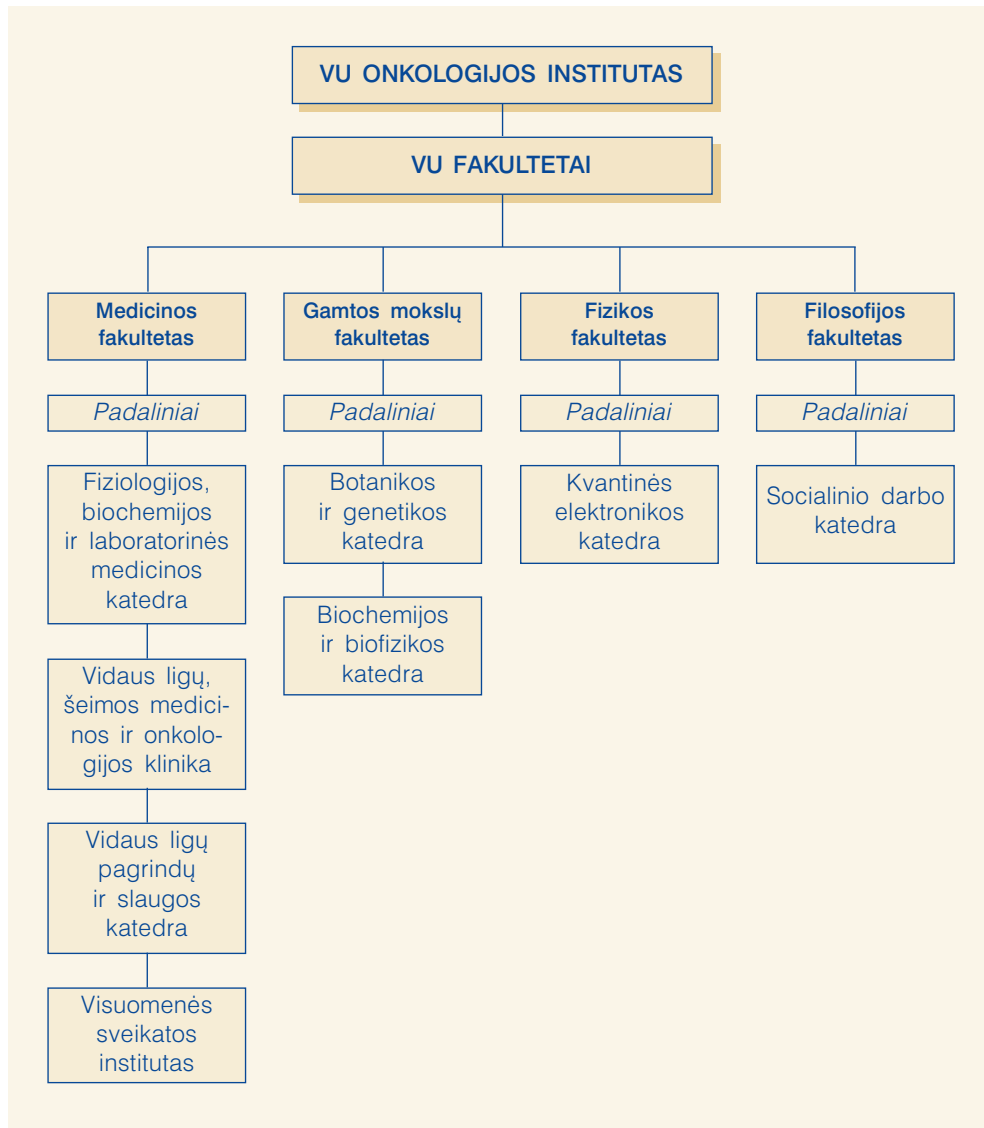 VU ONKOLOGIJOS INSTITUTAS
VU FAKULTETAI
Medicinos
fakultetas
Padaliniai
Fiziologijos,
biochemijos
ir laboratorinės
medicinos
katedra
Vidaus ligų,
šeimos medici-
nos ir onkolo-
gijos klinika
Vidaus ligų
pagrindų
ir slaugos
katedra
Visuomenės
sveikatos
institutas
Gamtos mokslų
fakultetas
Padaliniai
Botanikos
ir genetikos
katedra
Biochemijos
ir biofizikos
katedra
Fizikos
fakultetas
Padaliniai
Kvantinės
elektronikos
katedra
Filosofijos
fakultetas
Padaliniai
Socialinio darbo
katedra